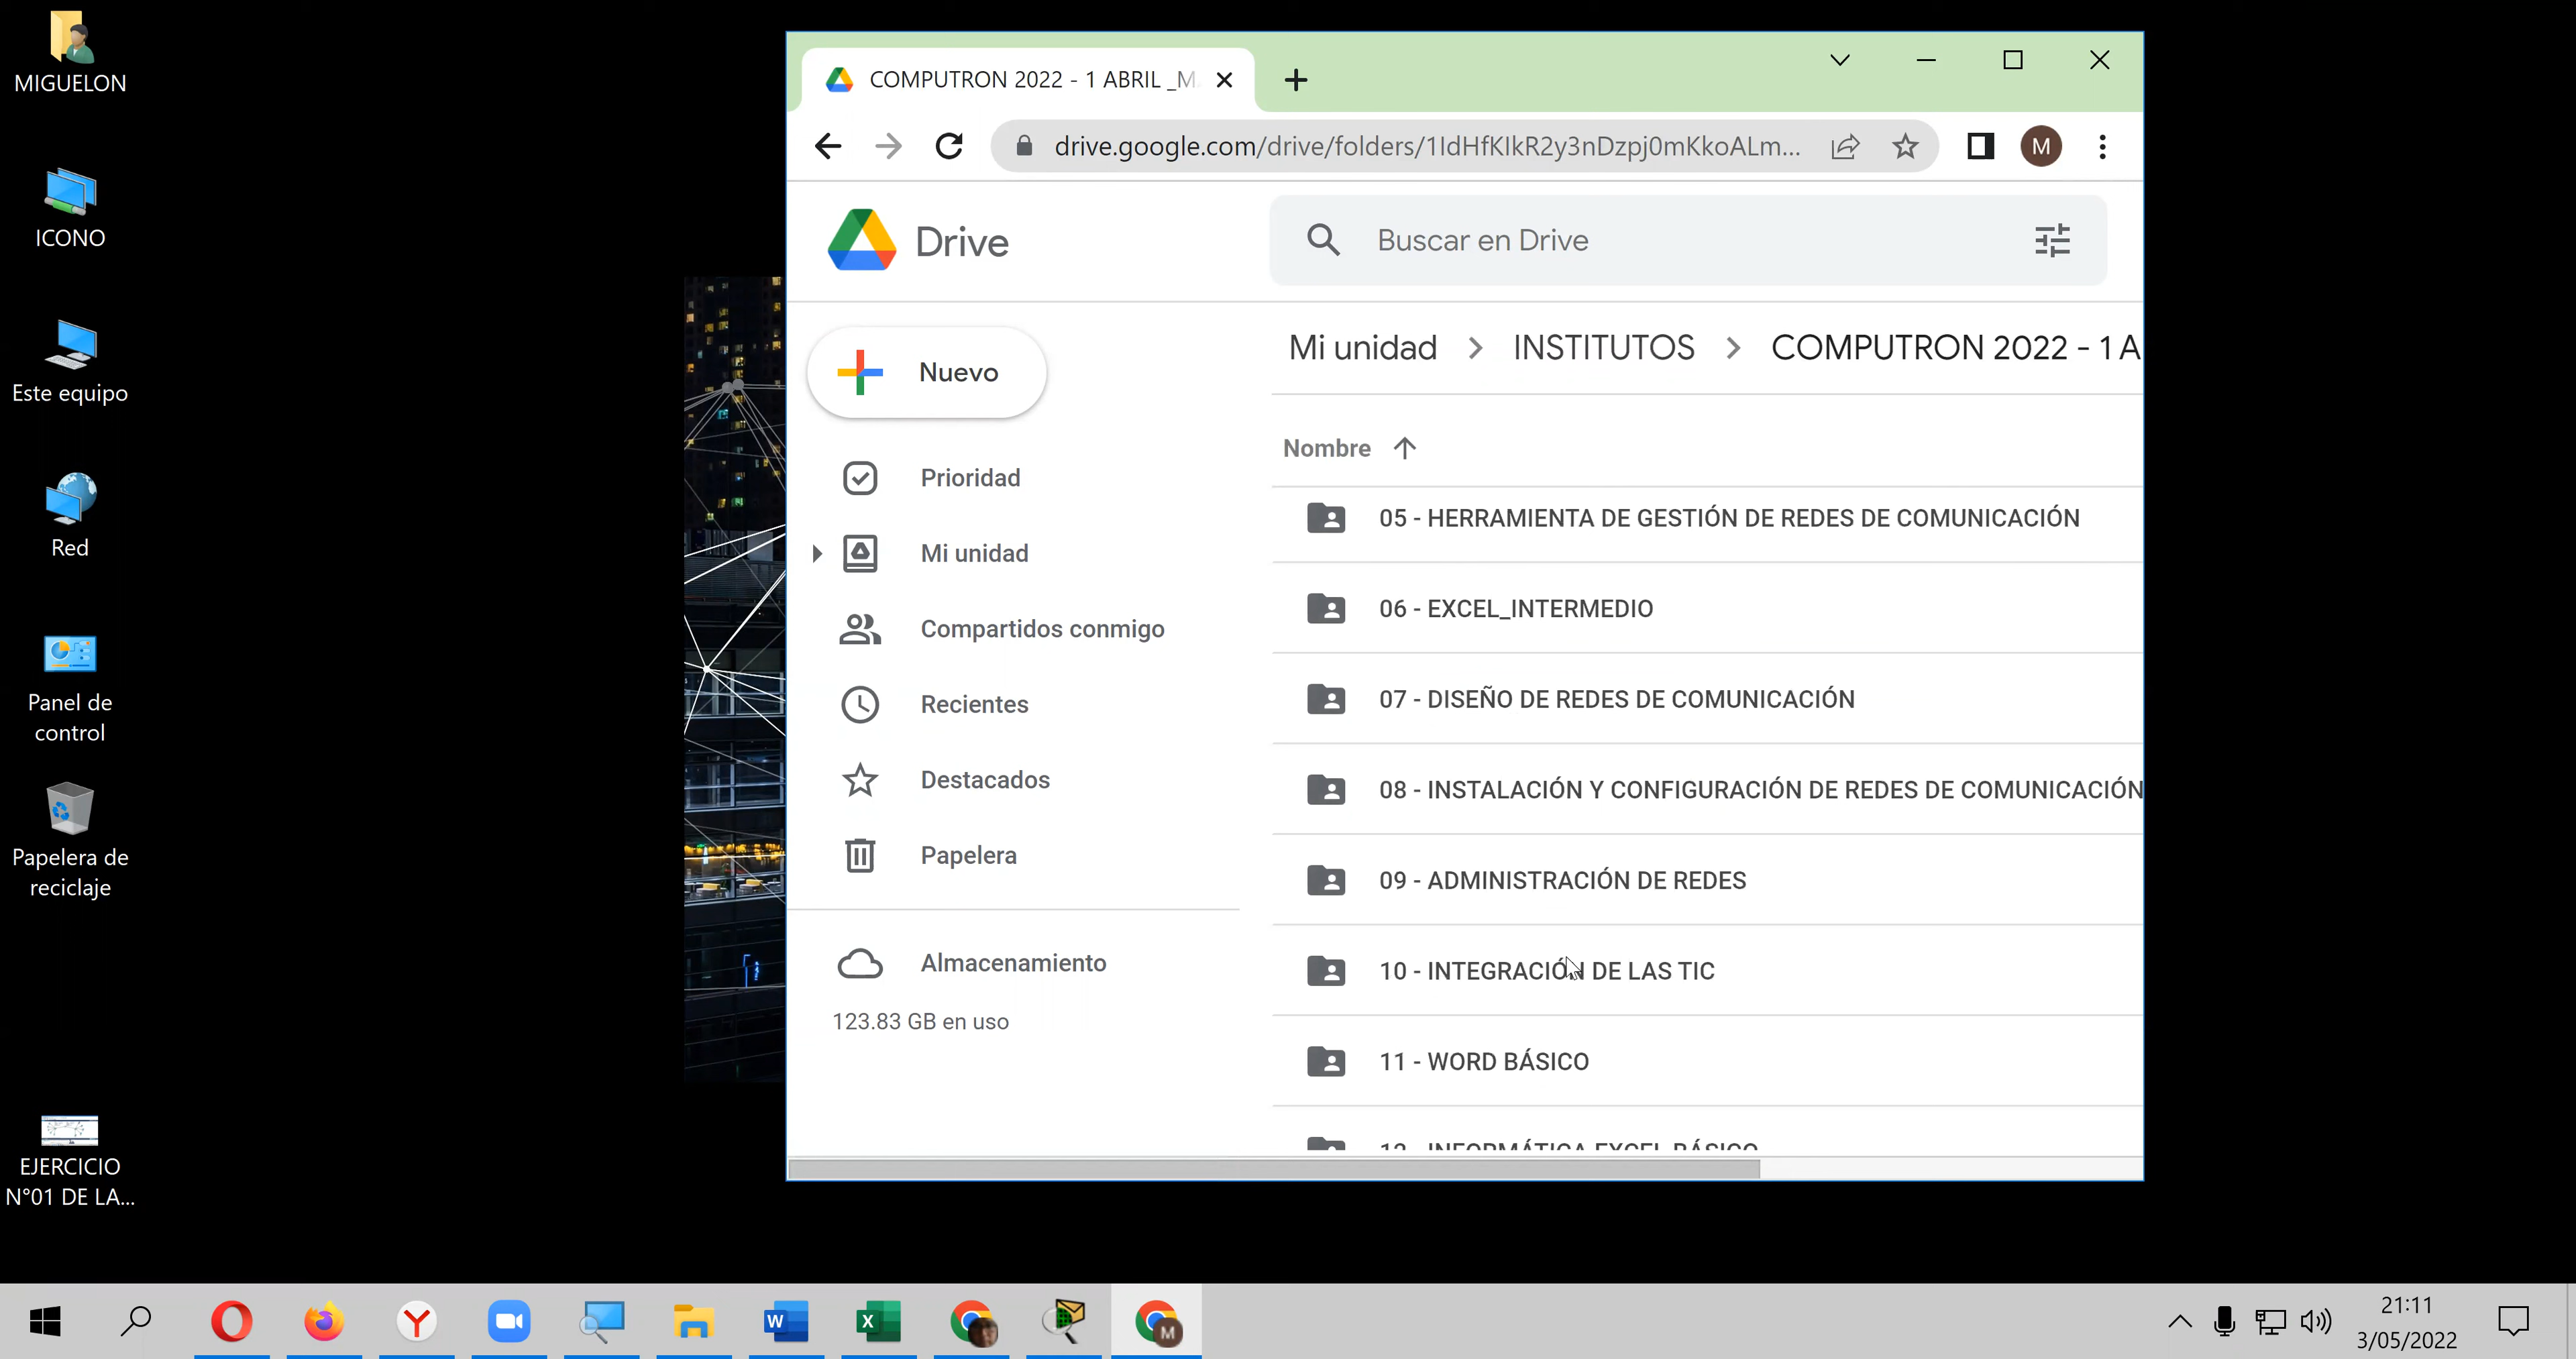 MIGUELON
ICONO
Este equipo
Red
Panel de
control
Papelera de
reciclaje
EJERCICIO
N°01 DE LA...
COMPUTRON 2022 - 1 ABRIL _M
drive.google.com/drive/folders/1IdHfKIkR2y3nDzpj0mKkoALm...
M
Drive
Buscar en Drive
Nuevo
Prioridad
Mi unidad
Compartidos conmigo
Recientes
Destacados
Papelera
Almacenamiento
123.83 GB en uso
Mi unidad > INSTITUTOS > COMPUTRON 2022 - 1 A
Nombre
05 - HERRAMIENTA DE GESTIÓN DE REDES DE COMUNICACIÓN
06 - EXCEL_INTERMEDIO
07 - DISEÑO DE REDES DE COMUNICACIÓN
08 - INSTALACIÓN Y CONFIGURACIÓN DE REDES DE COMUNICACIÓN
09 - ADMINISTRACIÓN DE REDES
10 - INTEGRACIÓN DE LAS TIC
11 - WORD BÁSICO
12 - INFORMÁTICA EXCEL BÁSICO
21:11
3/05/2022